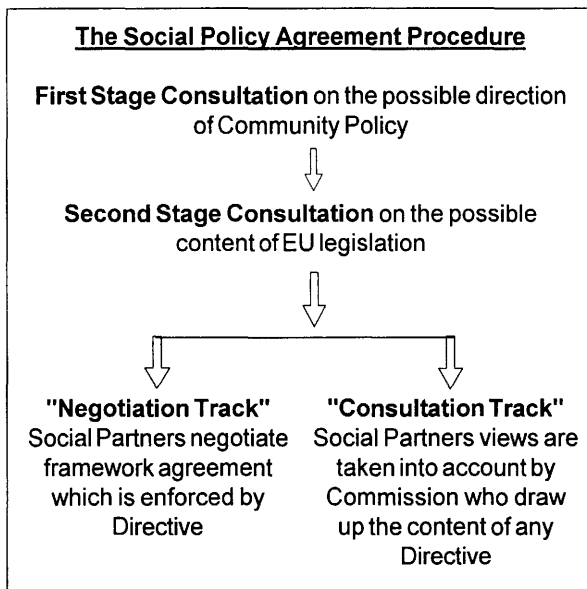 The Social Policy Agreement Procedure
First Stage Consultation on the possible direction
of Community Policy
Second Stage Consultation on the possible
content of EU legislation
"Negotiation Track"
Social Partners negotiate
framework agreement
which is enforced by
Directive
"Consultation Track"
Social Partners views are
taken into account by
Commission who draw
up the content of any
Directive